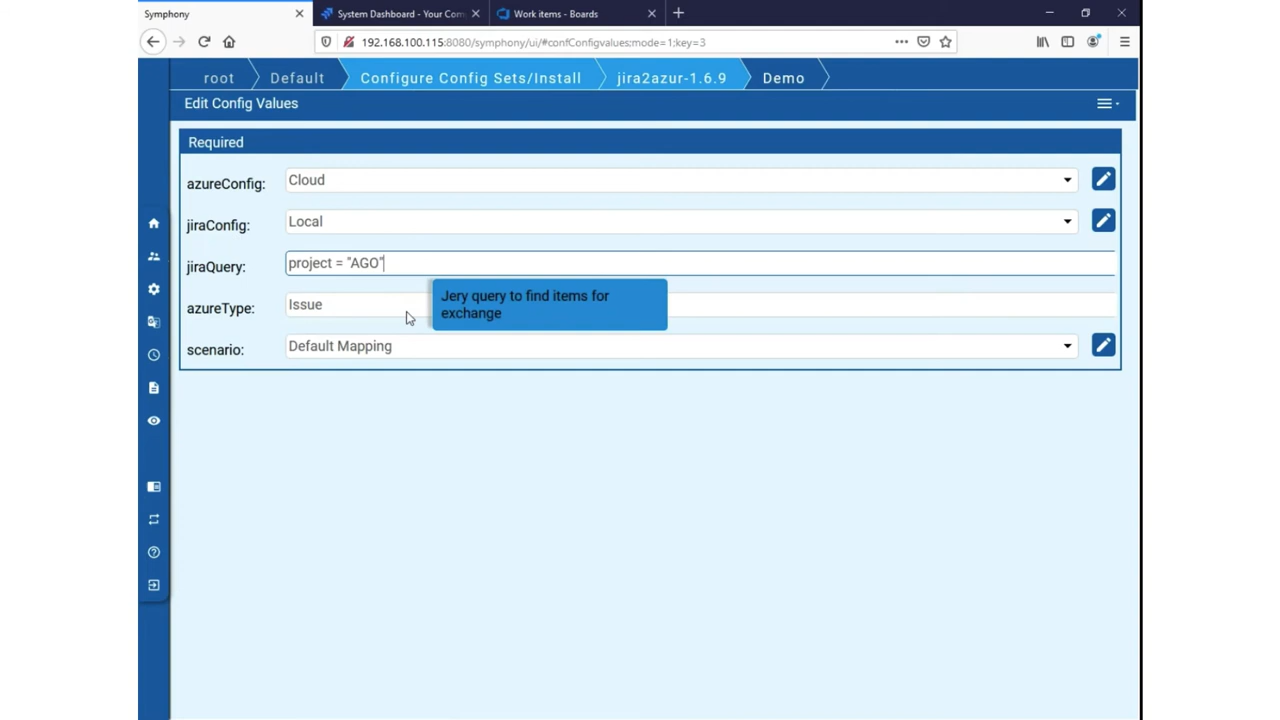 Symphony
System Dashboard - Your Com
Work items - Boards
192.168.100.115:8080/symphony/ui/#confConfigvalues:mode=1;key=3
root
Default
Configure Config Sets/Install
jira2azur-1.6.9
Demo
Edit Config Values
Required
azureConfig:
Cloud
jiraConfig:
Local
jiraQuery:
project = "AGO"
Jery query to find items for
exchange
azureType:
Issue
scenario:
Default Mapping